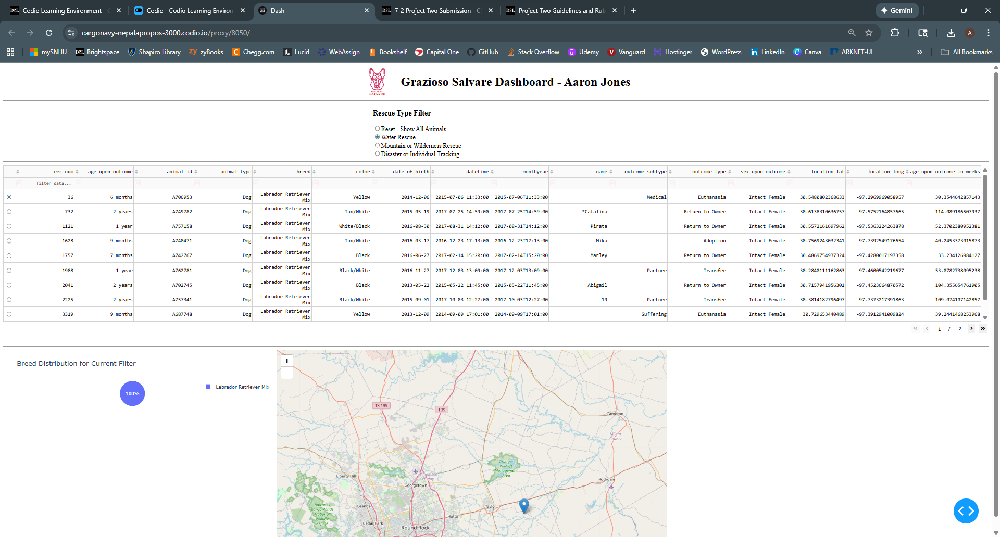 Codio Learning Environment - C
Codio - Codio Learning Environ
Dash
7-2 Project Two Submission - C
Project Two Guidelines and Rub
Gemini
cargonavy-nepalapropos-3000.codio.io/proxy/8050/
A
mySNHU
D2L Brightspace
Shapiro Library
zy zyBooks
C Chegg.com
Lucid
WebAssign
Bookshelf
Capital One
GitHub
Stack Overflow
Udemy
Vanguard
Hostinger
WordPress
in LinkedIn
Canva
ARKNET-UI
»
All Bookmarks
GRAZIOSO
SALVARE
Grazioso Salvare Dashboard - Aaron Jones
Rescue Type Filter
Reset - Show All Animals
Water Rescue
Mountain or Wilderness Rescue
Disaster or Individual Tracking
rec_num age_upon_outcome animal_id animal_type breed color date_of_birth datetime monthyear name outcome_subtype outcome_type sex_upon_outcome location_lat location_long age_upon_outcome_in_weeks
filter data...
36 6 months A706953 Dog Labrador Retriever Mix Yellow 2014-12-06 2015-07-06 11:33:00 2015-07-06T11:33:00 Medical Euthanasia Intact Female 30.5480802368633 -97.2969969058957 30.3544642857143
732 2 years A749782 Dog Labrador Retriever Mix Tan/White 2015-05-19 2017-07-25 14:59:00 2017-07-25T14:59:00 *Catalina Return to Owner Intact Female 30.6138310636757 -97.5752164857665 114.089186507937
1121 1 year A757158 Dog Labrador Retriever Mix White/Black 2016-08-30 2017-08-31 14:12:00 2017-08-31T14:12:00 Pirata Return to Owner Intact Female 30.5572161697962 -97.5363224263878 52.3702380952381
1628 9 months A740471 Dog Labrador Retriever Mix Tan/White 2016-03-17 2016-12-23 17:13:00 2016-12-23T17:13:00 Mika Adoption Intact Female 30.7569243032341 -97.7392549176654 40.2453373015873
1757 7 months A742767 Dog Labrador Retriever Mix Black 2016-06-27 2017-02-14 15:20:00 2017-02-14T15:20:00 Marley Return to Owner Intact Female 30.4869754937324 -97.4280017197358 33.234126984127
1988 1 year A762781 Dog Labrador Retriever Mix Black/White 2016-11-27 2017-12-03 13:09:00 2017-12-03T13:09:00 Partner Transfer Intact Female 30.2840111162863 -97.4600542219677 53.0782738095238
2041 2 years A702745 Dog Labrador Retriever Mix Black 2013-05-22 2015-05-22 11:45:00 2015-05-22T11:45:00 Abigail Return to Owner Intact Female 30.7157941956301 -97.4523664870572 104.355654761905
2225 2 years A757341 Dog Labrador Retriever Mix Black/White 2015-09-01 2017-10-03 12:27:00 2017-10-03T12:27:00 19 Partner Transfer Intact Female 30.3814182796497 -97.7373217391863 109.074107142857
3319 9 months A687748 Dog Labrador Retriever Mix Yellow 2013-12-09 2014-09-09 17:01:00 2014-09-09T17:01:00 Suffering Euthanasia Intact Female 30.729653440489 -97.3912941009824 39.2441468253968
« ‹ 1 / 2 › »
Breed Distribution for Current Filter
100%
Labrador Retriever Mix
+
−
TX 195
I 35
Cameron
Milam
County
Granger
Wildlife
Management
Area
Liberty Hill
Williamson
County
Georgetown
Rockdale
Leander
Taylor
Balcones
Canyonlands
National
Wildlife
Refuge
Hutto
Cedar Park
Round Rock